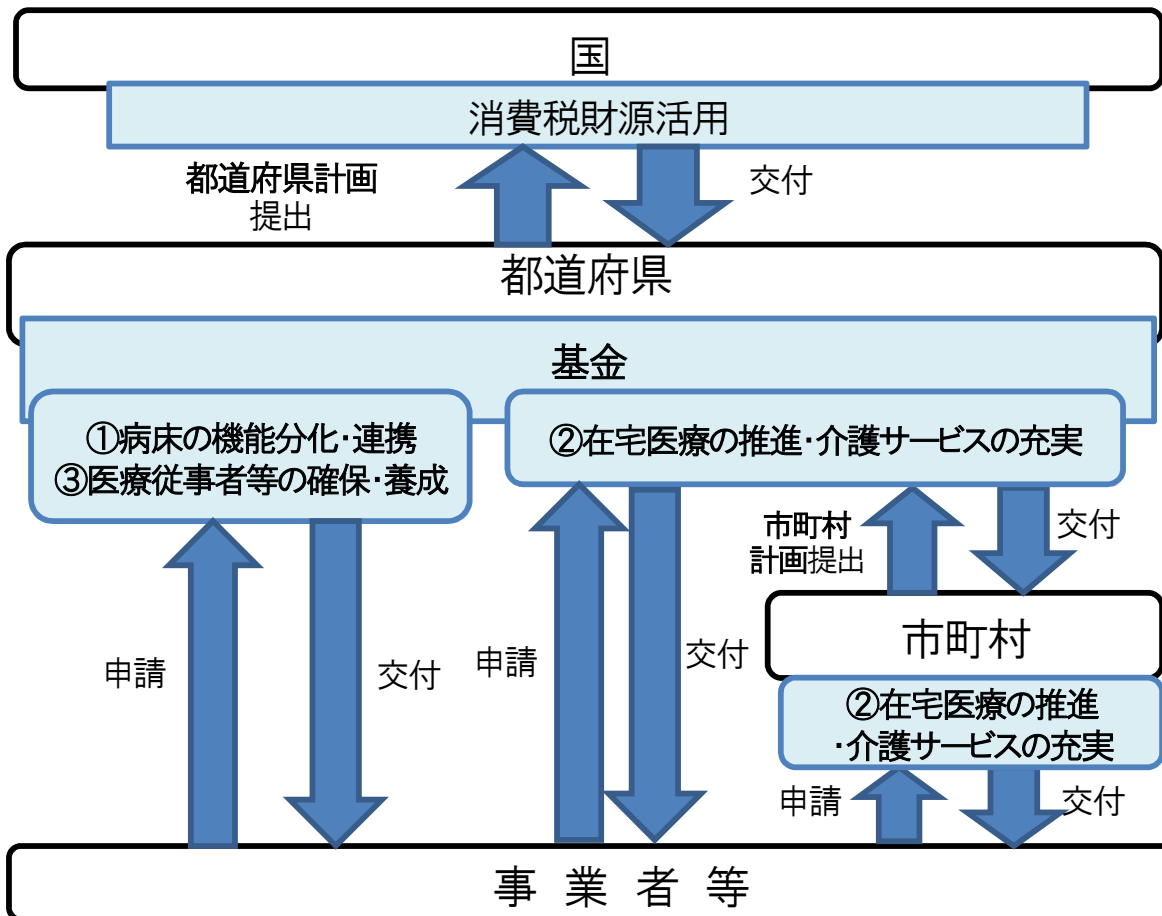 国
消費税財源活用
都道府県計画
提出
交付
都道府県
基金
①病床の機能分化・連携
③医療従事者等の確保・養成
②在宅医療の推進・介護サービスの充実
市町村
計画提出
交付
申請
交付
申請
交付
市町村
②在宅医療の推進
・介護サービスの充実
申請
交付
事 業 者 等